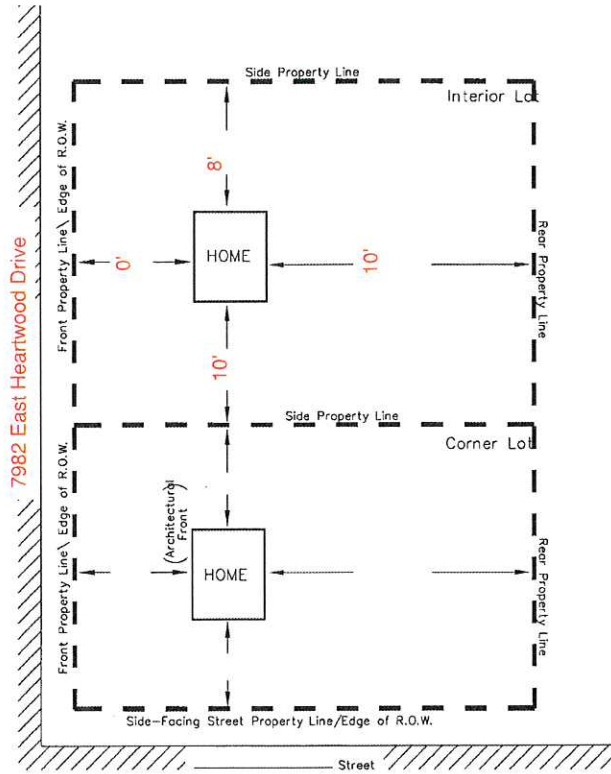 Side Property Line
Interior Lot
7982 East Heartwood Drive
Front Property Line\ Edge of R.O.W.
8'
0'
HOME
10'
Rear Property Line
10'
Side Property Line
Corner Lot
Front Property Line\ Edge of R.O.W.
(Architectural
Front)
HOME
Rear Property Line
Side-Facing Street Property Line/Edge of R.O.W.
Street